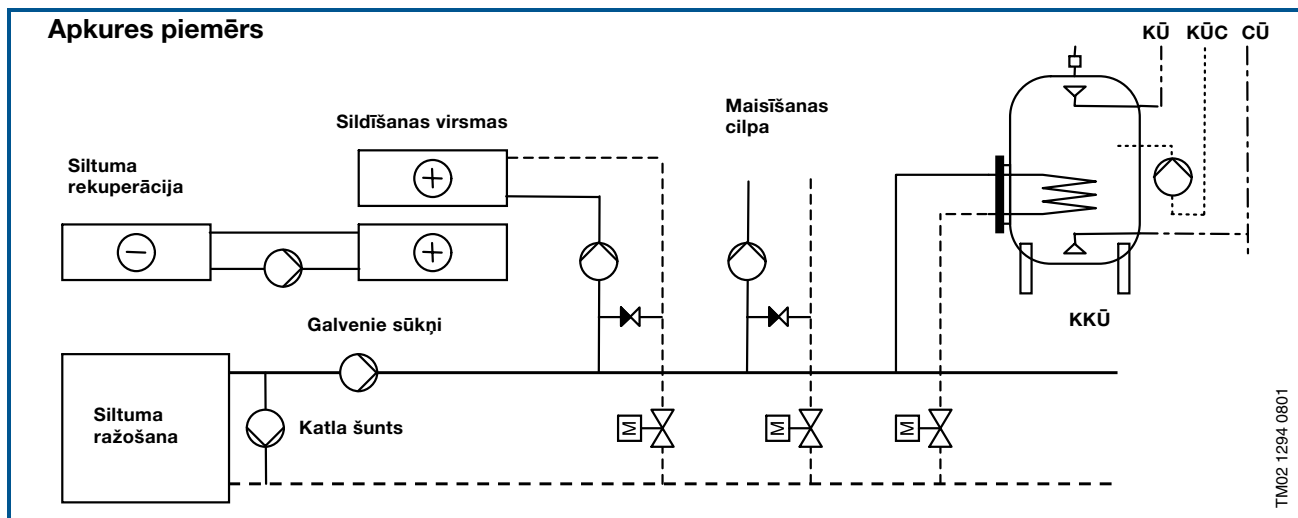 Apkures piemērs
KŪ KŪC CŪ
Maisīšanas
cilpa
Sildīšanas virsmas
Siltuma
rekuperācija
Galvenie sūkņi
KKŪ
Siltuma
ražošana
Katla šunts
M
M
M
TM02 1294 0801